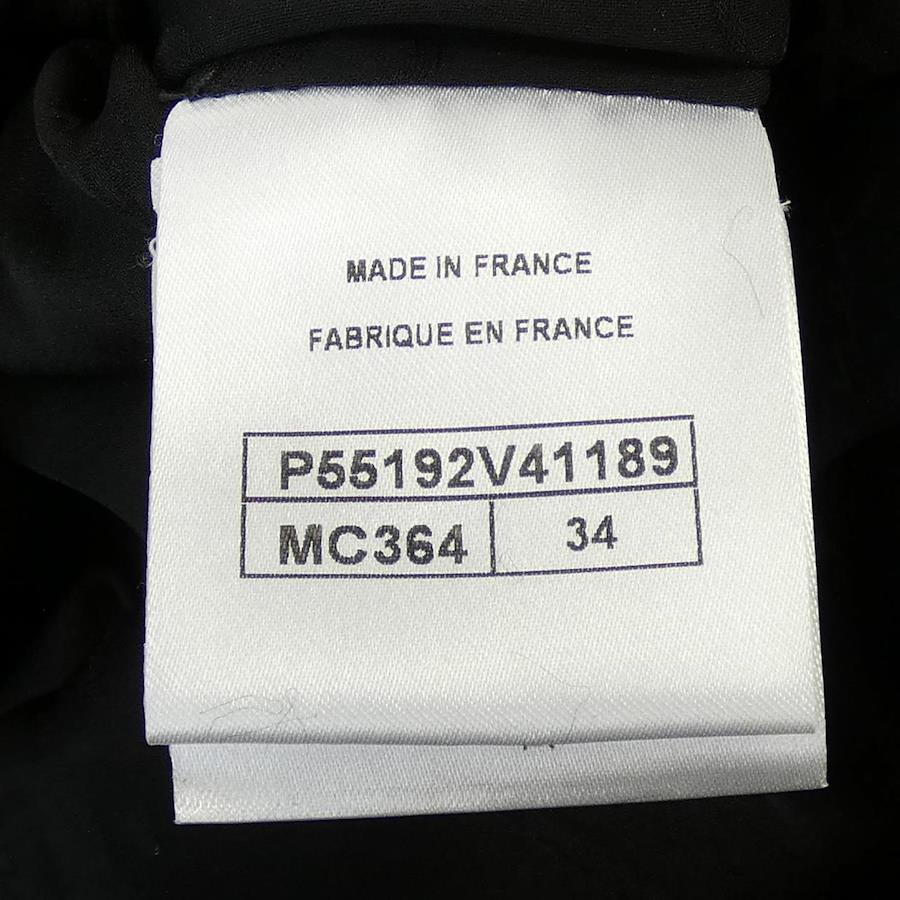 MADE IN FRANCE
FABRIQUE EN FRANCE
P55192V41189
MC364 34